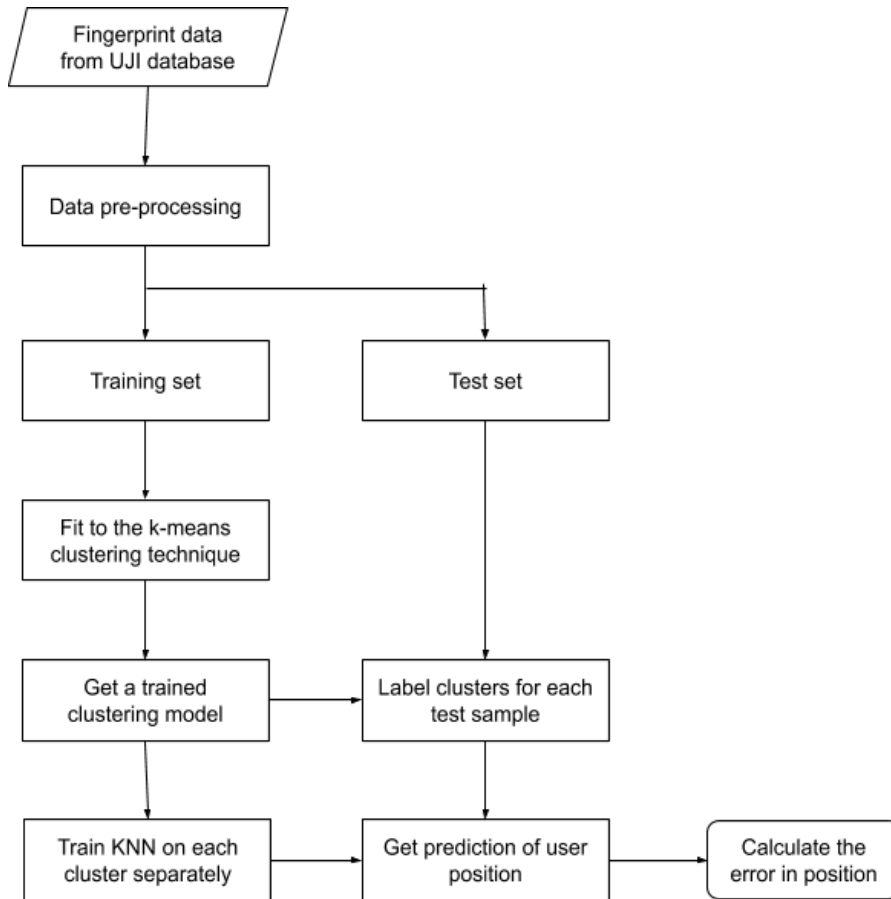 Fingerprint data
from UJI database
Data pre-processing
Training set
Test set
Fit to the k-means
clustering technique
Get a trained
clustering model
Label clusters for each
test sample
Train KNN on each
cluster separately
Get prediction of user
position
Calculate the
error in position